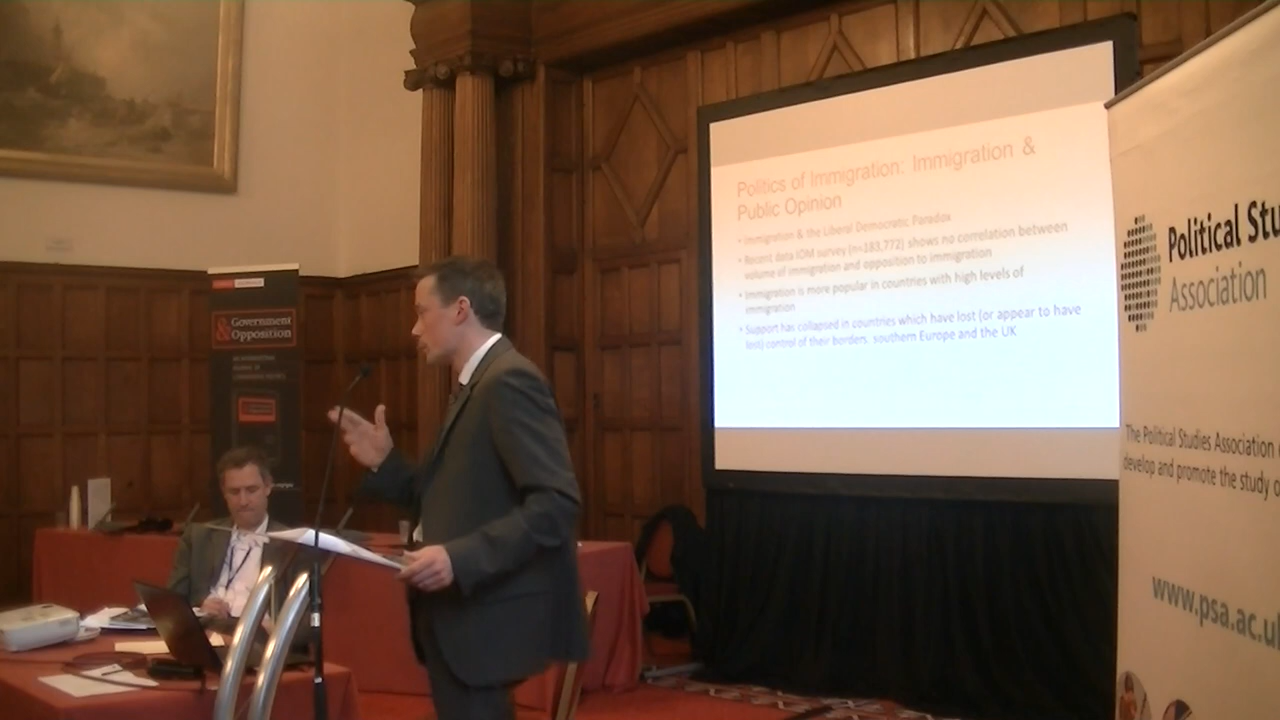 Government
& Opposition
Politics of Immigration: Immigration &
Public Opinion
• Immigration & the Liberal Democratic Paradox
• Recent data IOM survey (n=183,772) shows no correlation between
volume of immigration and opposition to immigration
• Immigration is more popular in countries with high levels of
immigration
• Support has collapsed in countries which have lost (or appear to have
lost) control of their borders: southern Europe and the UK
Political Stu
Association
The Political Studies Association
develop and promote the study o
www.psa.ac.u